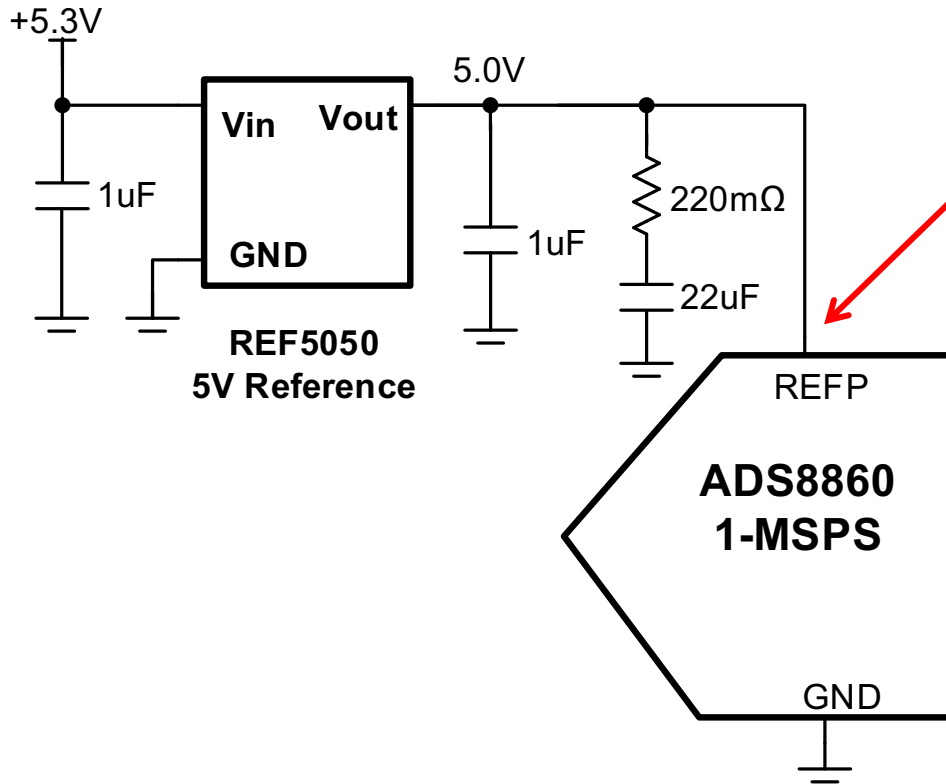 +5.3V
5.0V
Vin
Vout
1uF
220mΩ
1uF
GND
22uF
REF5050
5V Reference
REFP
ADS8860
1-MSPS
GND